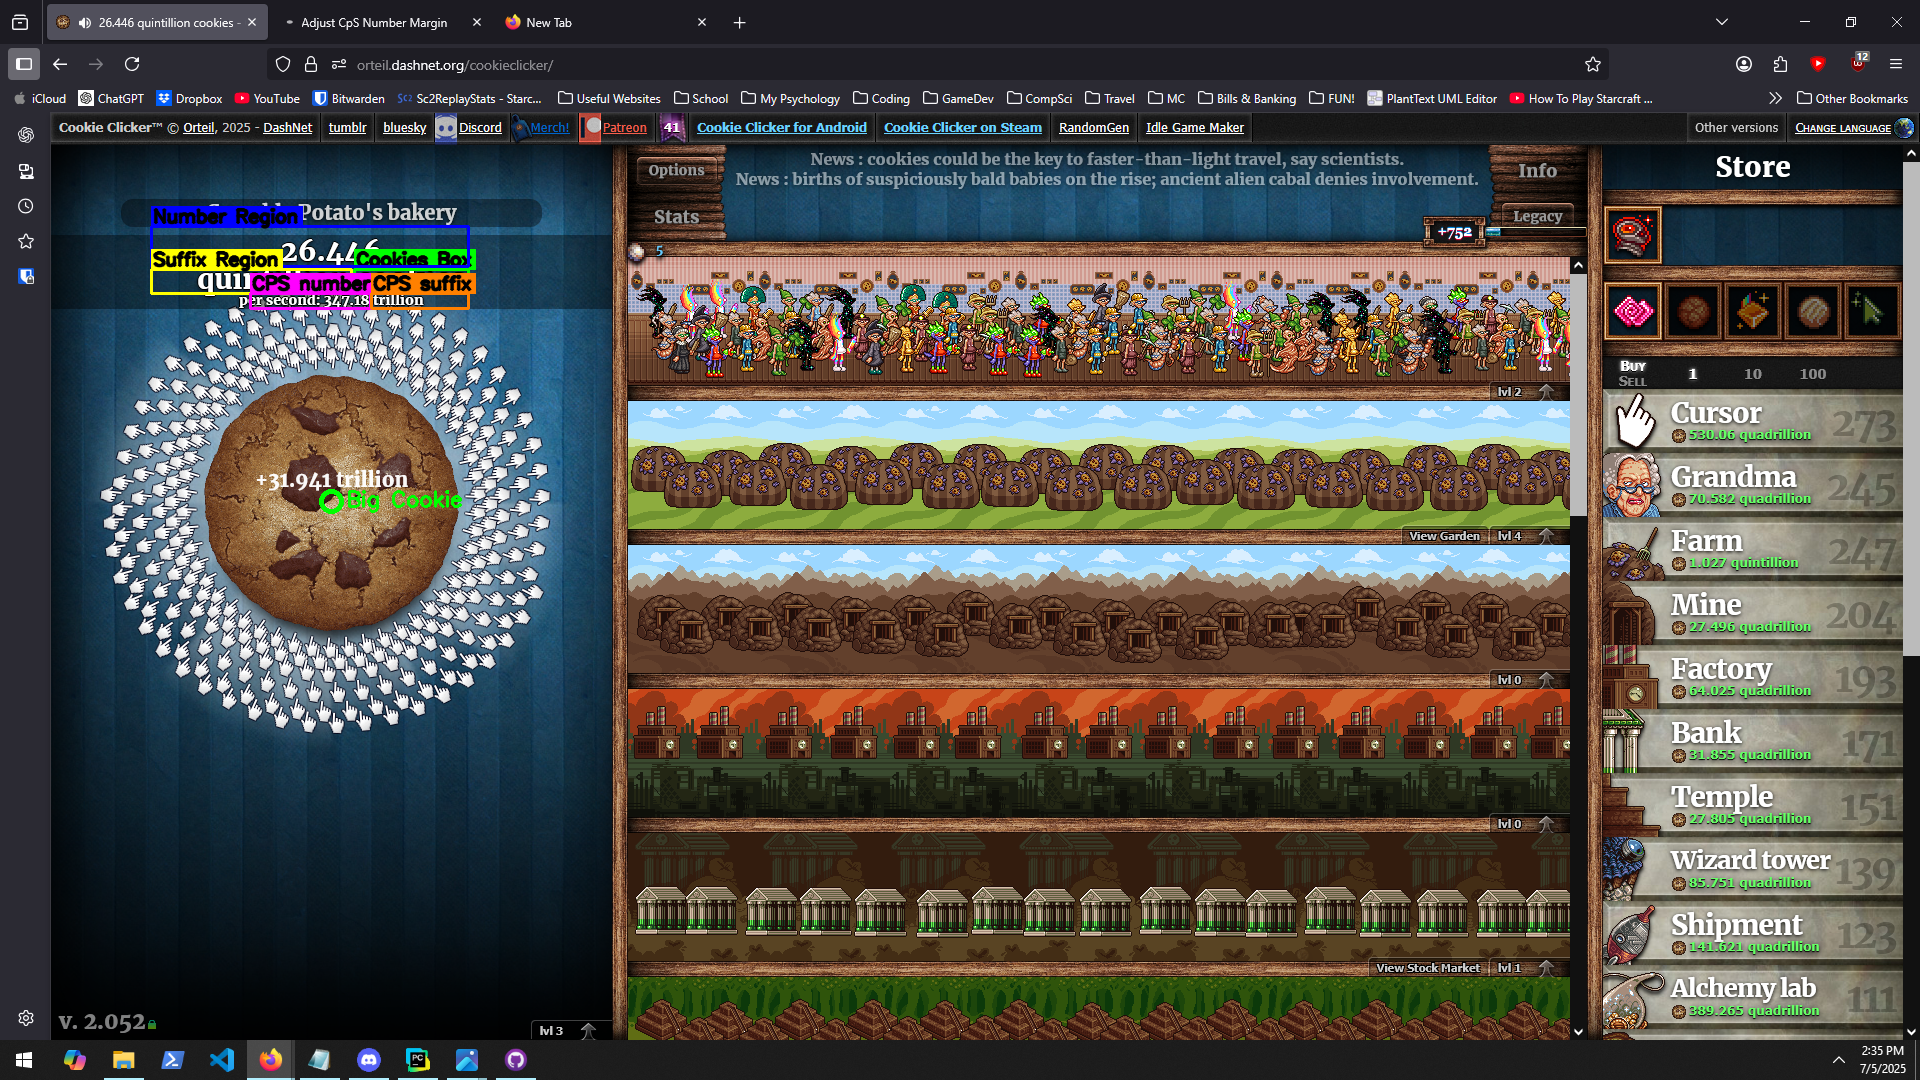 26.446 quintillion cookies -
Adjust CpS Number Margin
New Tab
orteil.dashnet.org/cookieclicker/
12
iCloud
ChatGPT
Dropbox
YouTube
Bitwarden
Sc2ReplayStats - Starc...
Useful Websites
School
My Psychology
Coding
GameDev
CompSci
Travel
MC
Bills & Banking
FUN!
PlantText UML Editor
How To Play Starcraft ...
Other Bookmarks
Cookie Clicker™ © Orteil, 2025 - DashNet
tumblr
bluesky
Discord
Merch!
Patreon
41
Cookie Clicker for Android
Cookie Clicker on Steam
RandomGen
Idle Game Maker
Other versions
Change language
Potato's bakery
Number Region
26.446
Suffix Region
Cookies Box
CPS number
CPS suffix
per second: 347.18 trillion
+31.941 trillion
Big Cookie
v. 2.052
lvl 3
Options
Stats
News : cookies could be the key to faster-than-light travel, say scientists.
News : births of suspiciously bald babies on the rise; ancient alien cabal denies involvement.
Info
Legacy
+752
5
lvl 2
View Garden
lvl 4
lvl 0
lvl 0
View Stock Market
lvl 1
Store
Buy
Sell
1
10
100
Cursor
530.06 quadrillion
273
Grandma
70.582 quadrillion
245
Farm
1.027 quintillion
247
Mine
27.496 quadrillion
204
Factory
64.025 quadrillion
193
Bank
31.855 quadrillion
171
Temple
27.805 quadrillion
151
Wizard tower
85.751 quadrillion
139
Shipment
141.621 quadrillion
123
Alchemy lab
389.265 quadrillion
111
2:35 PM
7/5/2025